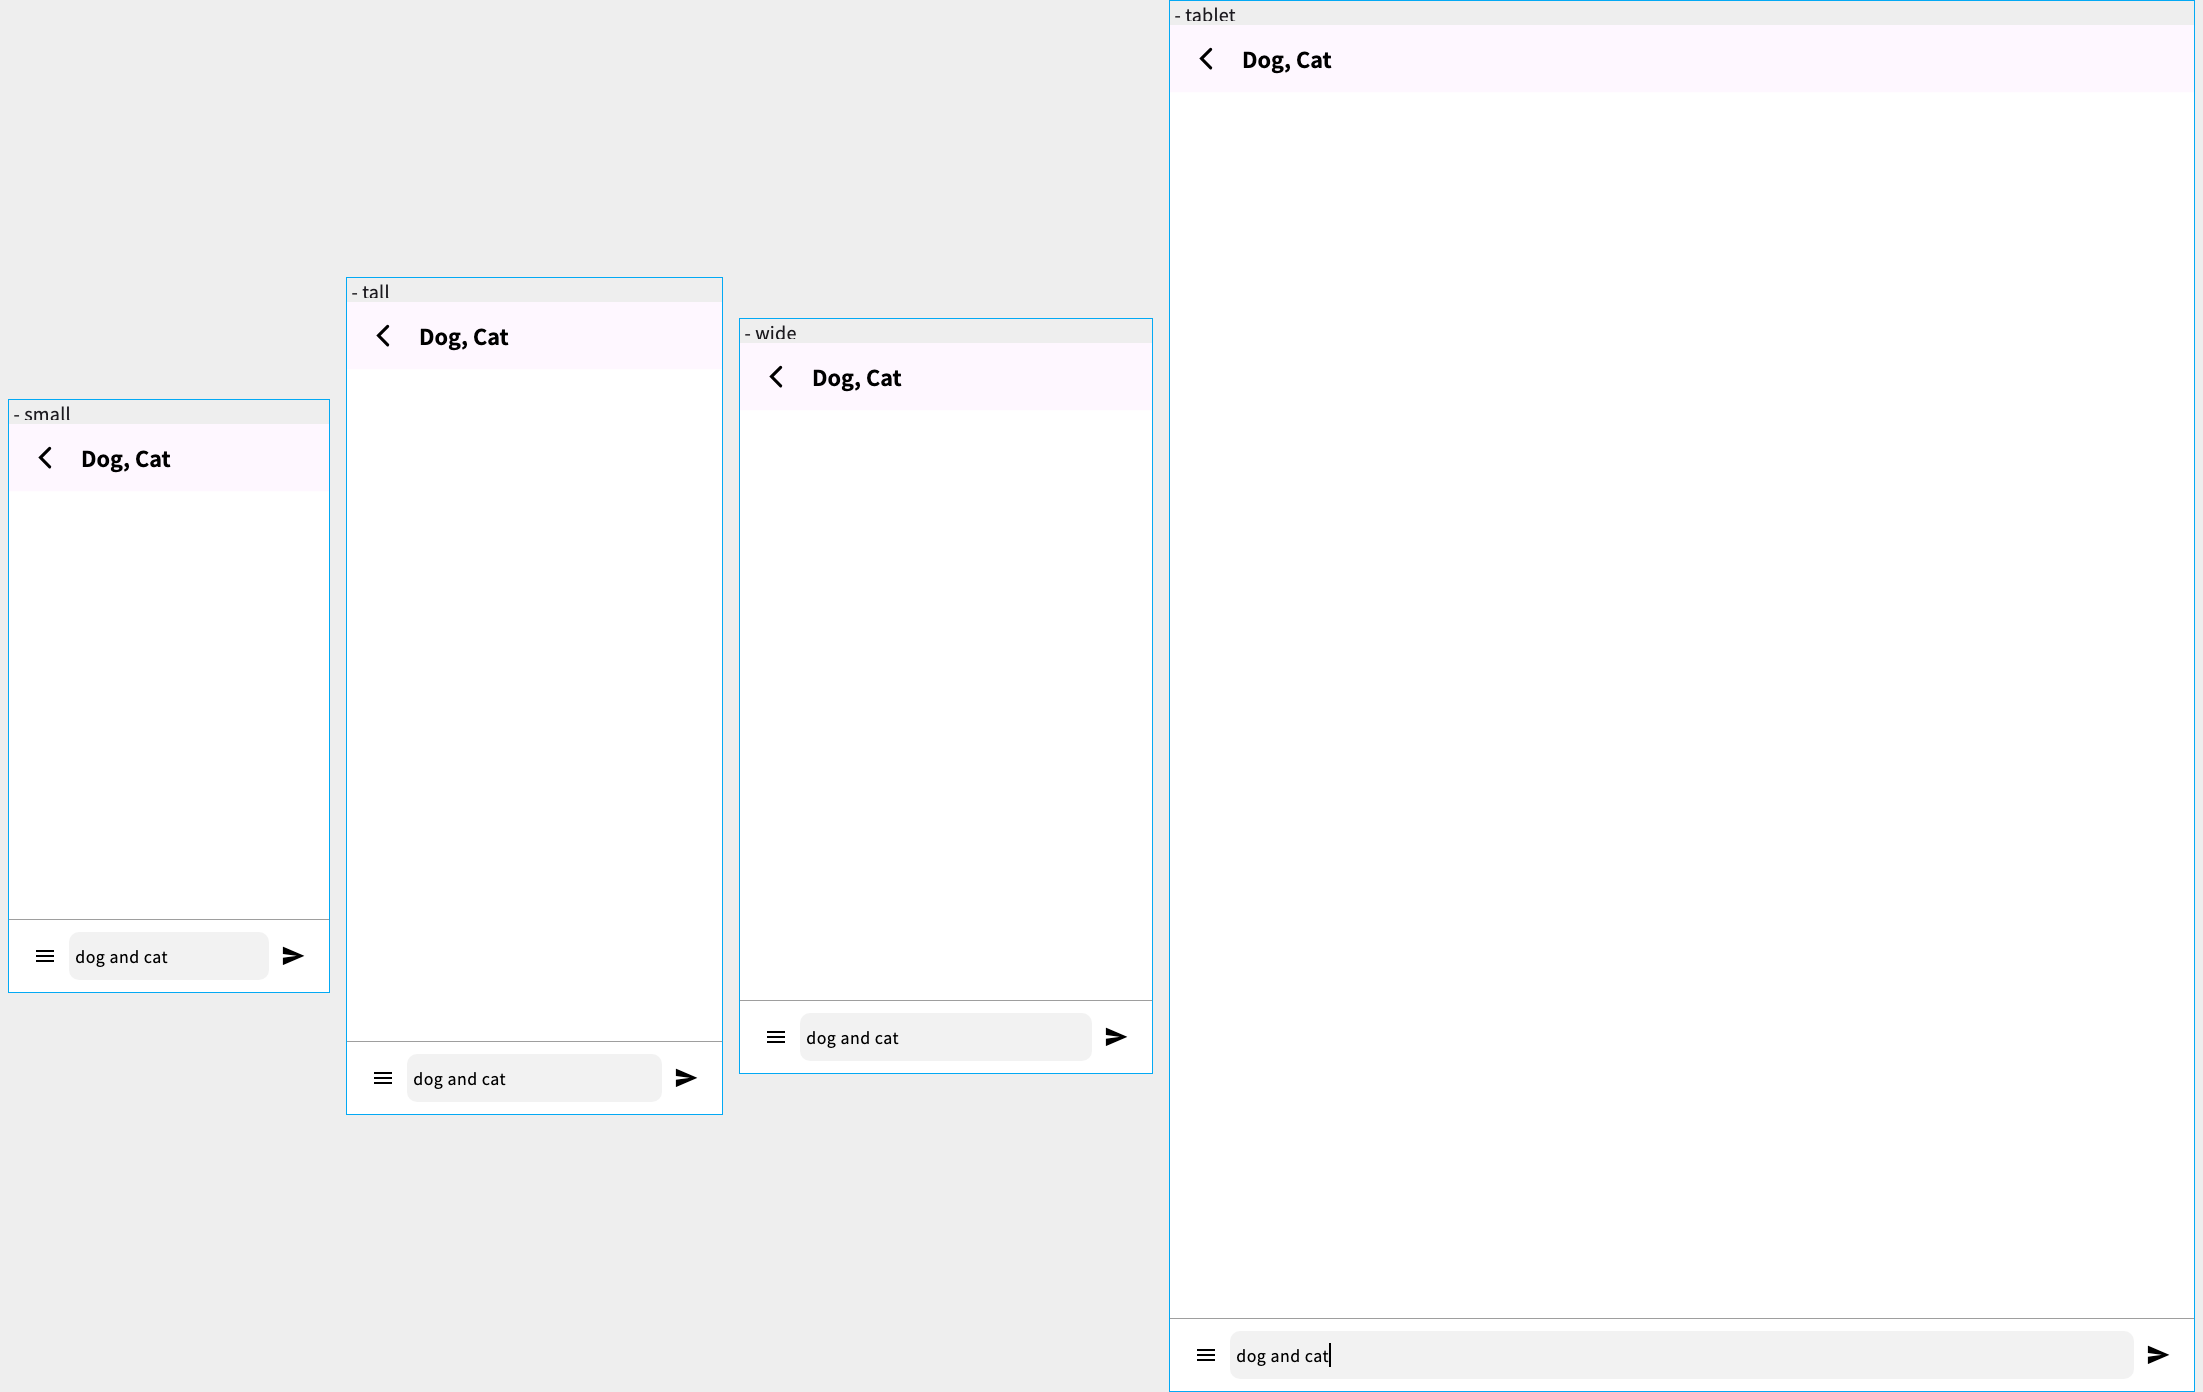 - small
Dog, Cat
dog and cat
- tall
Dog, Cat
dog and cat
- wide
Dog, Cat
dog and cat
- tablet
Dog, Cat
dog and cat